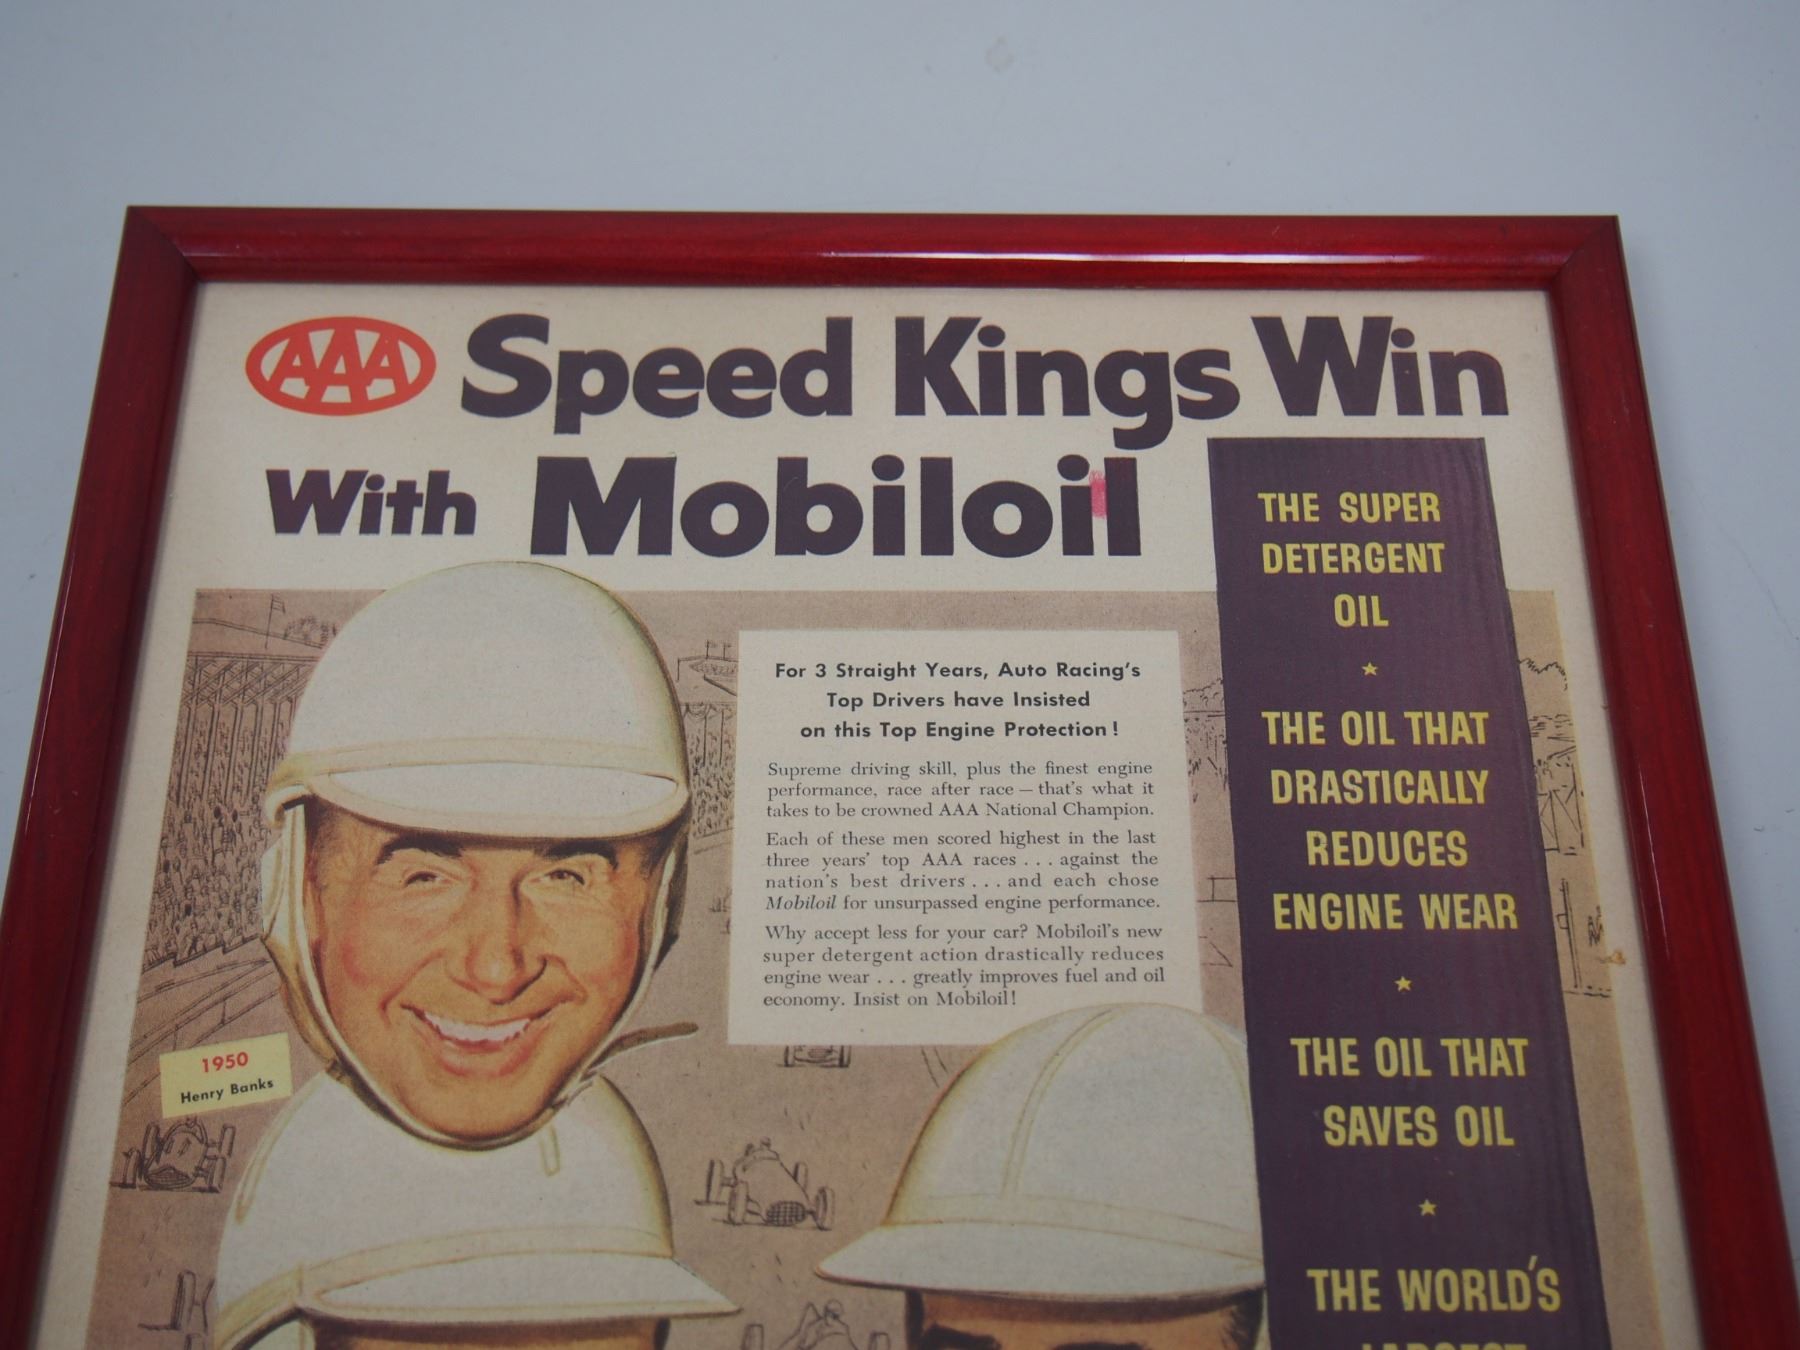 AAA Speed Kings Win
With Mobiloil
THE SUPER
DETERGENT
OIL
THE OIL THAT
DRASTICALLY
REDUCES
ENGINE WEAR
THE OIL THAT
SAVES OIL
THE WORLD'S
LARGEST
For 3 Straight Years, Auto Racing's
Top Drivers have Insisted
on this Top Engine Protection!
Supreme driving skill, plus the finest engine
performance, race after race — that's what it
takes to be crowned AAA National Champion.
Each of these men scored highest in the last
three years' top AAA races . . . against the
nation's best drivers . . . and each chose
Mobiloil for unsurpassed engine performance.
Why accept less for your car? Mobiloil's new
super detergent action drastically reduces
engine wear . . . greatly improves fuel and oil
economy. Insist on Mobiloil!
1950
Henry Banks